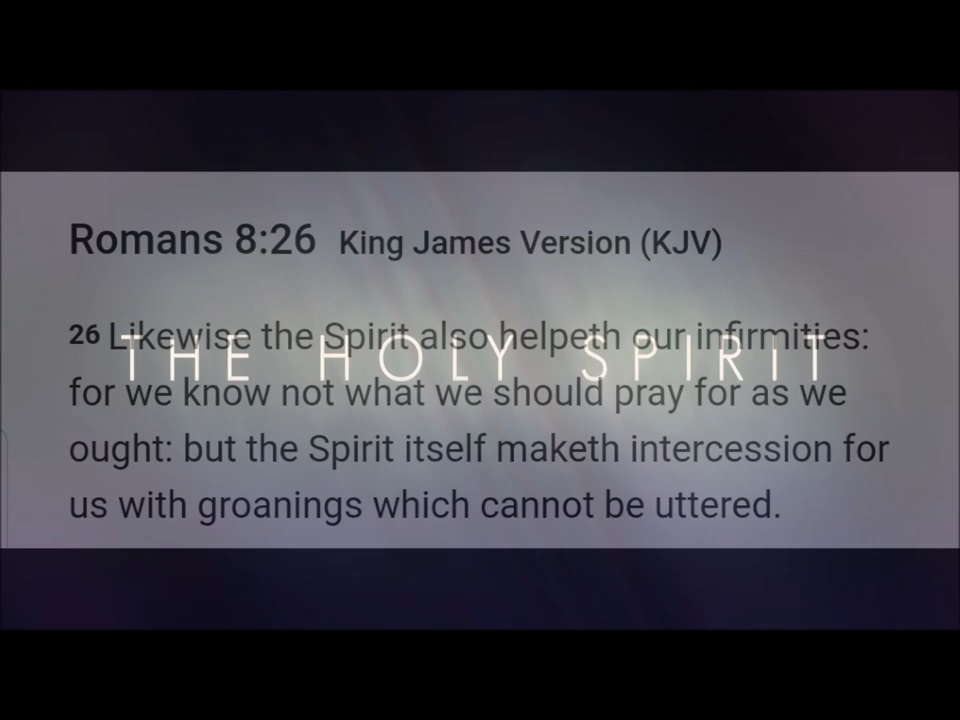 Romans 8:26 King James Version (KJV)
26 Likewise the Spirit also helpeth our infirmities:
THE HOLY SPIRIT
for we know not what we should pray for as we
ought: but the Spirit itself maketh intercession for
us with groanings which cannot be uttered.